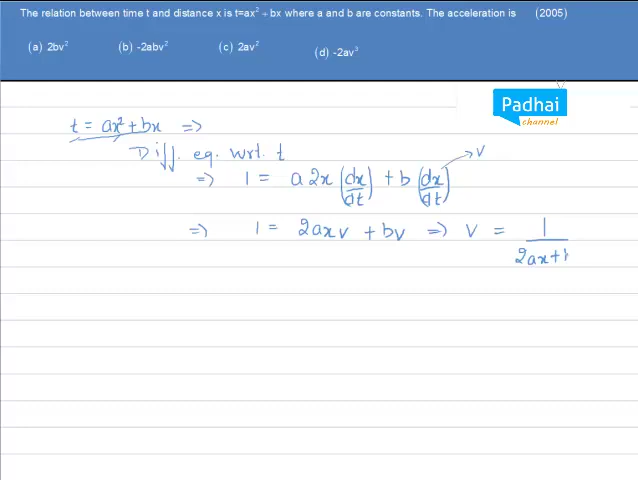 The relation between time t and distance x is t=ax² ÷ bx where a and b are constants. The acceleration is (2005)
(a) 2bv² (b) -2abv² (c) 2av² (d) -2av³
Padhai
channel
t = ax² + bx ⇒
Diff. eq. wrt. t
⇒ 1 = a 2x (dx/dt) + b (dx/dt) → v
⇒ 1 = 2axv + bv ⇒ v = 1/(2ax+b